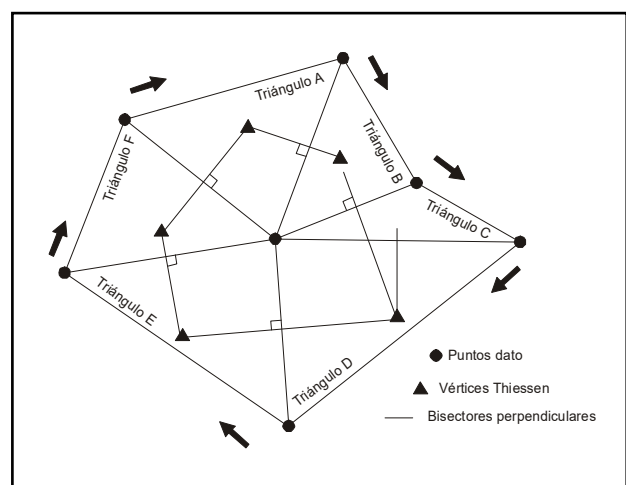 Triángulo A
Triángulo F
Triángulo B
Triángulo C
Triángulo E
Triángulo D
Puntos dato
Vértices Thiessen
Bisectores perpendiculares